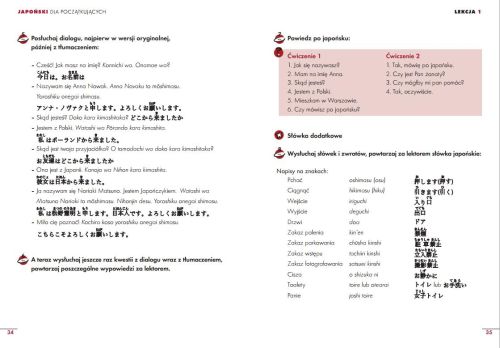 JAPOŃSKI DLA POCZĄTKUJĄCYCH
Posłuchaj dialogu, najpierw w wersji oryginalnej,
później z tłumaczeniem:
– Cześć! Jak masz na imię? Konnichi wa. Onamae wa?
今日は。お名前は
– Nazywam się Anna Nowak. Anna Novaku to mōshimasu.
Yoroshiku onegai shimasu.
アンナ・ノヴァクと申します。よろしくお願いします。
– Skąd jesteś? Doko kara kimashita? どこから来ましたか
– Jestem z Polski. Watashi wa Pōrando kara kimashita.
私はポーランドから来ました。
– Skąd jest twoja przyjaciółka? O tomodachi wa doko kara kimashita?
お友達はどこから来ましたか
– Ona jest z Japonii. Kanojo wa Nihon kara kimashita.
彼女は日本から来ました。
– Ja nazywam się Nariaki Matsuno. Jestem Japończykiem. Watashi wa
Matsuno Nariaki to mōshimasu. Nihonjin desu. Yoroshiku onegai shimasu.
と申します。日本人です。よろしくお願いします。
– Miło cię poznać! Kochira koso yoroshiku onegai shimasu.
こちらこそよろしくお願いします。
A teraz wysłuchaj jeszcze raz kwestii z dialogu wraz z tłumaczeniem,
powtarzaj poszczególne wypowiedzi za lektorem.
34
LEKCJA 1
Powiedz po japońsku:
Ćwiczenie 1
1. Jak się nazywasz?
2. Mam na imię Anna.
3. Skąd jesteś?
4. Jestem z Polski.
5. Mieszkam w Warszawie.
6. Czy mówisz po japońsku?
Ćwiczenie 2
1. Tak, mówię po japońsku.
2. Czy jest Pan żonaty?
3. Czy mógłby mi pan pomóc?
4. Tak, oczywiście.
Słówka dodatkowe
Wysłuchaj słówek i zwrotów, powtarzaj za lektorem słówka japońskie:
Napisy na znakach:
Pchać oshimasu (osu) 押します(押す)
Ciągnąć hikimasu (hiku) 引きます(引く)
Wejście iriguchi 入り口
Wyjście deguchi 出口
Drzwi doa ドア
Zakaz palenia kin'en 禁煙
Zakaz parkowania chūsha kinshi 駐車禁止
Zakaz wstępu tachiiri kinshi 立入禁止
Zakaz fotografowania satsuei kinshi 撮影禁止
Cisza o shizuka ni お静かに
Toalety toire lub otearai トイレ lub お手洗い
Panie joshi toire 女子トイレ
35